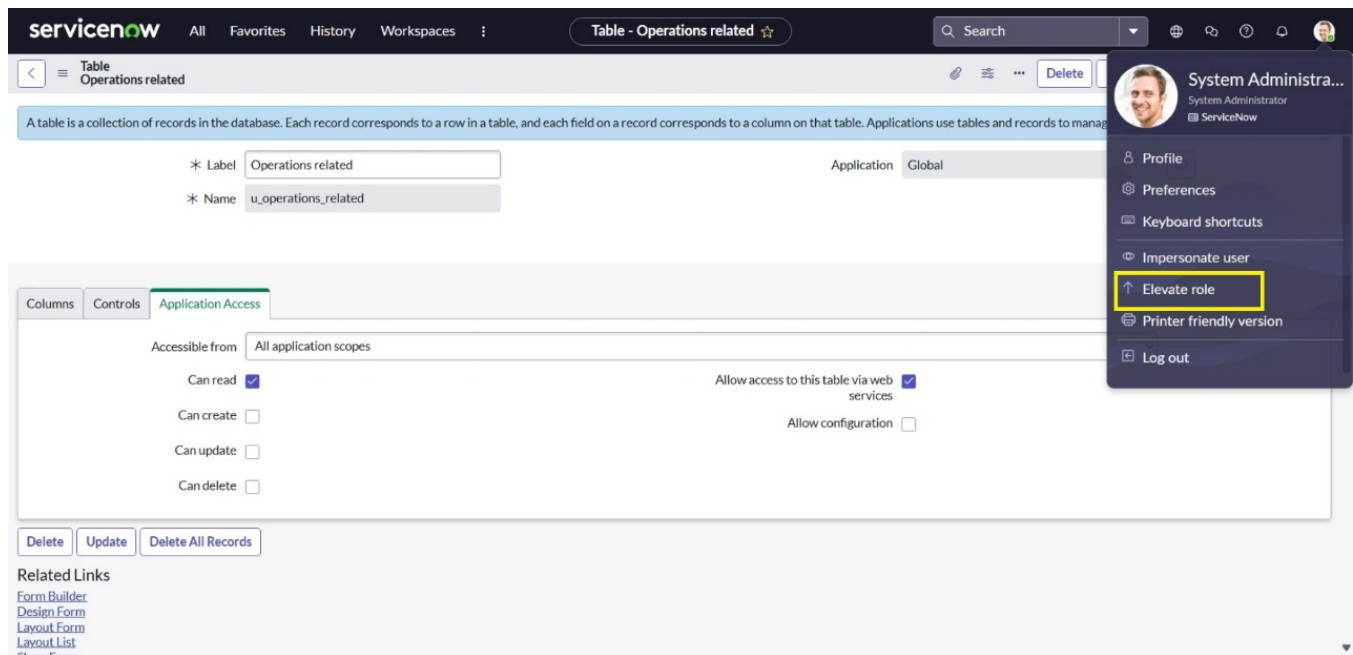 servicenow All Favorites History Workspaces Table - Operations related Search
Table
Operations related
Delete
System Administra...
System Administrator
ServiceNow
A table is a collection of records in the database. Each record corresponds to a row in a table, and each field on a record corresponds to a column on that table. Applications use tables and records to manag
Label Operations related
Application Global
Name u_operations_related
Profile
Preferences
Keyboard shortcuts
Impersonate user
Elevate role
Printer friendly version
Log out
Columns Controls Application Access
Accessible from All application scopes
Can read
Allow access to this table via web
services
Can create
Allow configuration
Can update
Can delete
Delete Update Delete All Records
Related Links
Form Builder
Design Form
Layout Form
Layout List